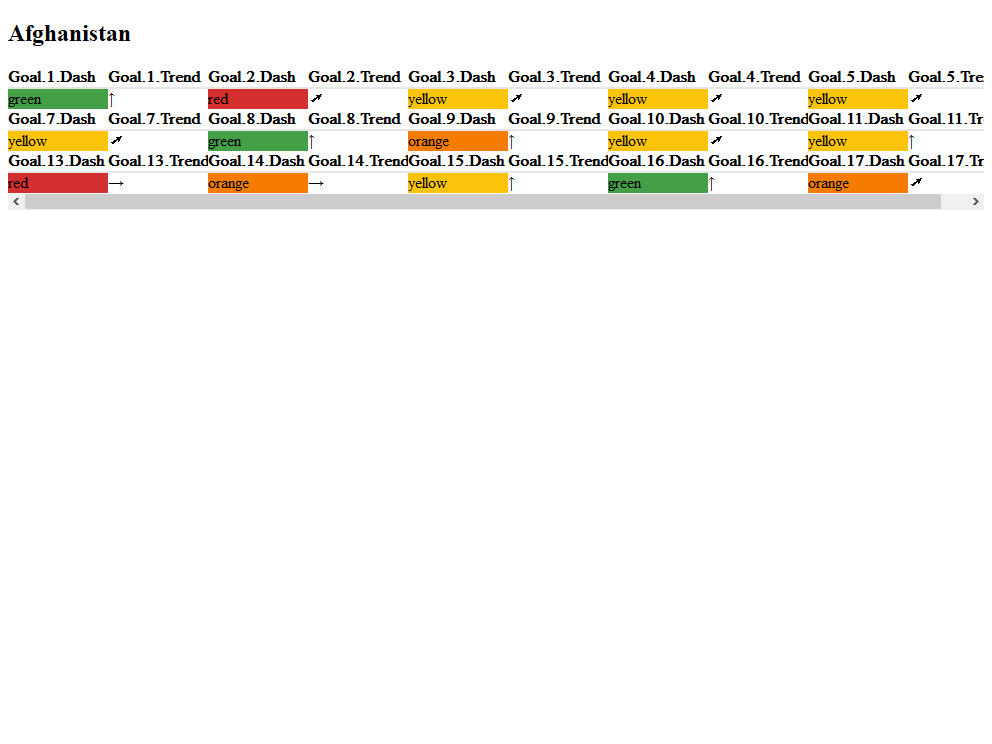 Afghanistan
Goal.1.Dash Goal.1.Trend Goal.2.Dash Goal.2.Trend Goal.3.Dash Goal.3.Trend Goal.4.Dash Goal.4.Trend Goal.5.Dash Goal.5.Tre
green ↑ red ➚ yellow ➚ yellow ➚ yellow ➚
Goal.7.Dash Goal.7.Trend Goal.8.Dash Goal.8.Trend Goal.9.Dash Goal.9.Trend Goal.10.Dash Goal.10.Trend Goal.11.Dash Goal.11.Tr
yellow ➚ green ↑ orange ↑ yellow ➚ yellow ↑
Goal.13.Dash Goal.13.Trend Goal.14.Dash Goal.14.Trend Goal.15.Dash Goal.15.Trend Goal.16.Dash Goal.16.Trend Goal.17.Dash Goal.17.Tr
red → orange → yellow ↑ green ↑ orange ➚